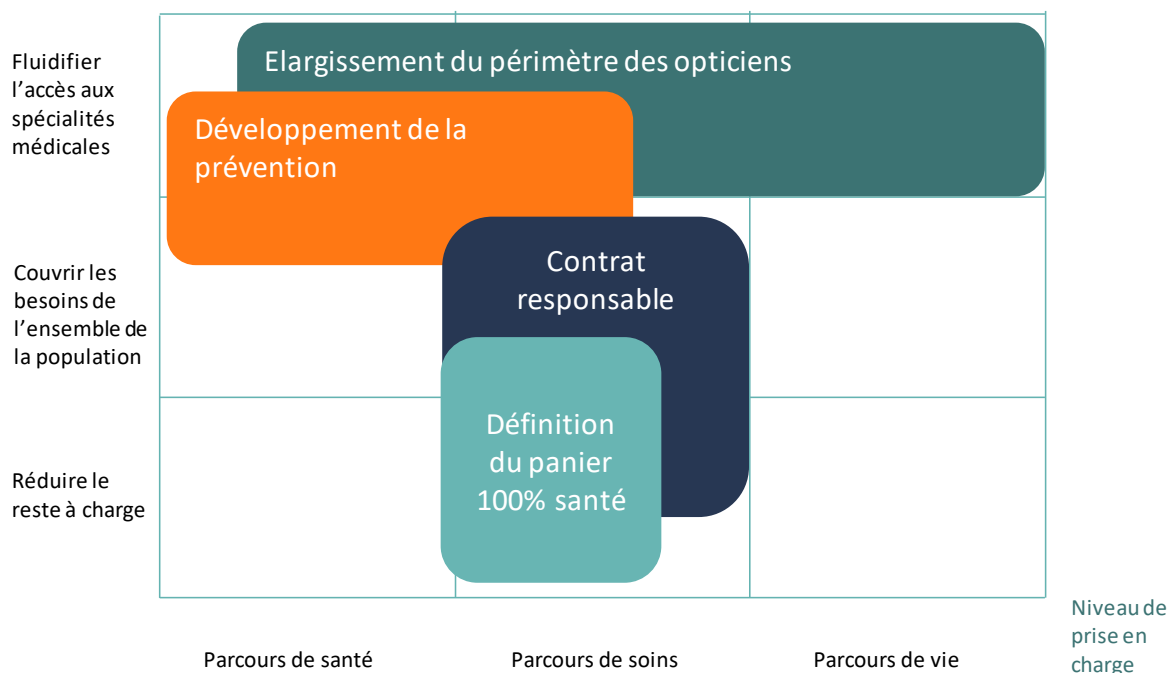 Fluidifier
l'accès aux
spécialités
médicales
Elargissement du périmètre des opticiens
Développement de la
prévention
Couvrir les
besoins de
l'ensemble de
la population
Contrat
responsable
Réduire le
reste à charge
Définition
du panier
100% santé
Parcours de santé
Parcours de soins
Parcours de vie
Niveau de
prise en
charge